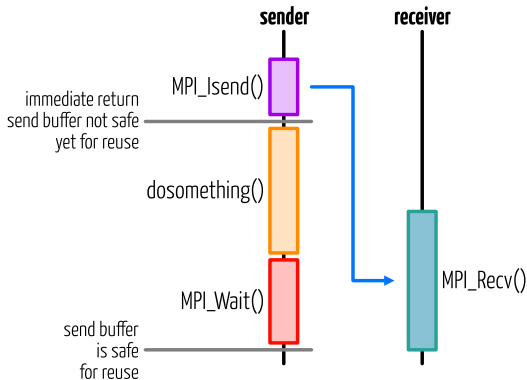 sender
receiver
MPI_Isend()
immediate return
send buffer not safe
yet for reuse
dosomething()
MPI_Recv()
MPI_Wait()
send buffer
is safe
for reuse